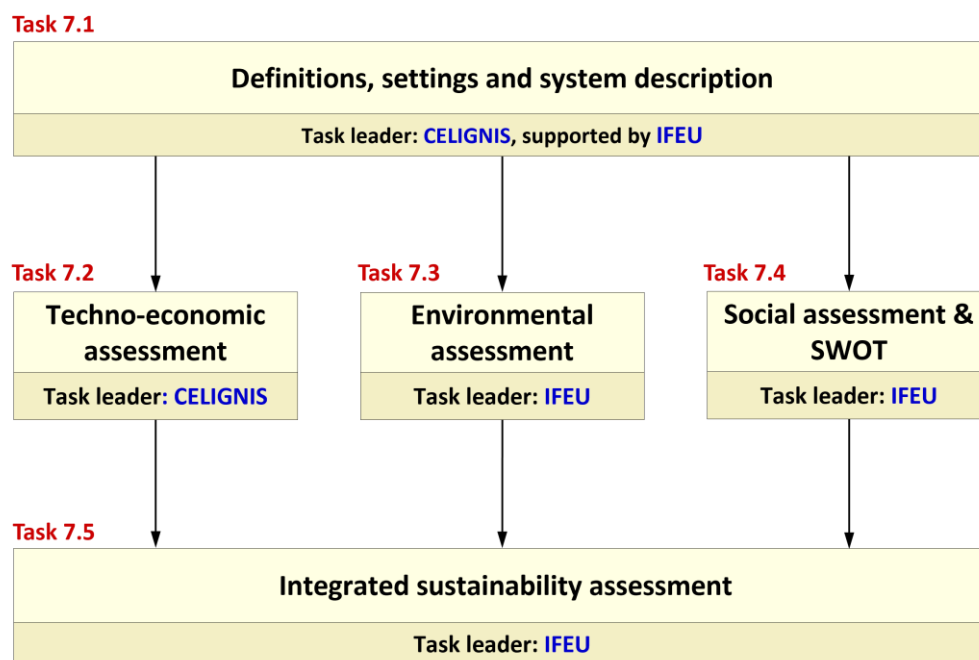 Task 7.1
Definitions, settings and system description
Task leader: CELIGNIS, supported by IFEU
Task 7.2
Techno-economic
assessment
Task leader: CELIGNIS
Task 7.3
Environmental
assessment
Task leader: IFEU
Task 7.4
Social assessment &
SWOT
Task leader: IFEU
Task 7.5
Integrated sustainability assessment
Task leader: IFEU